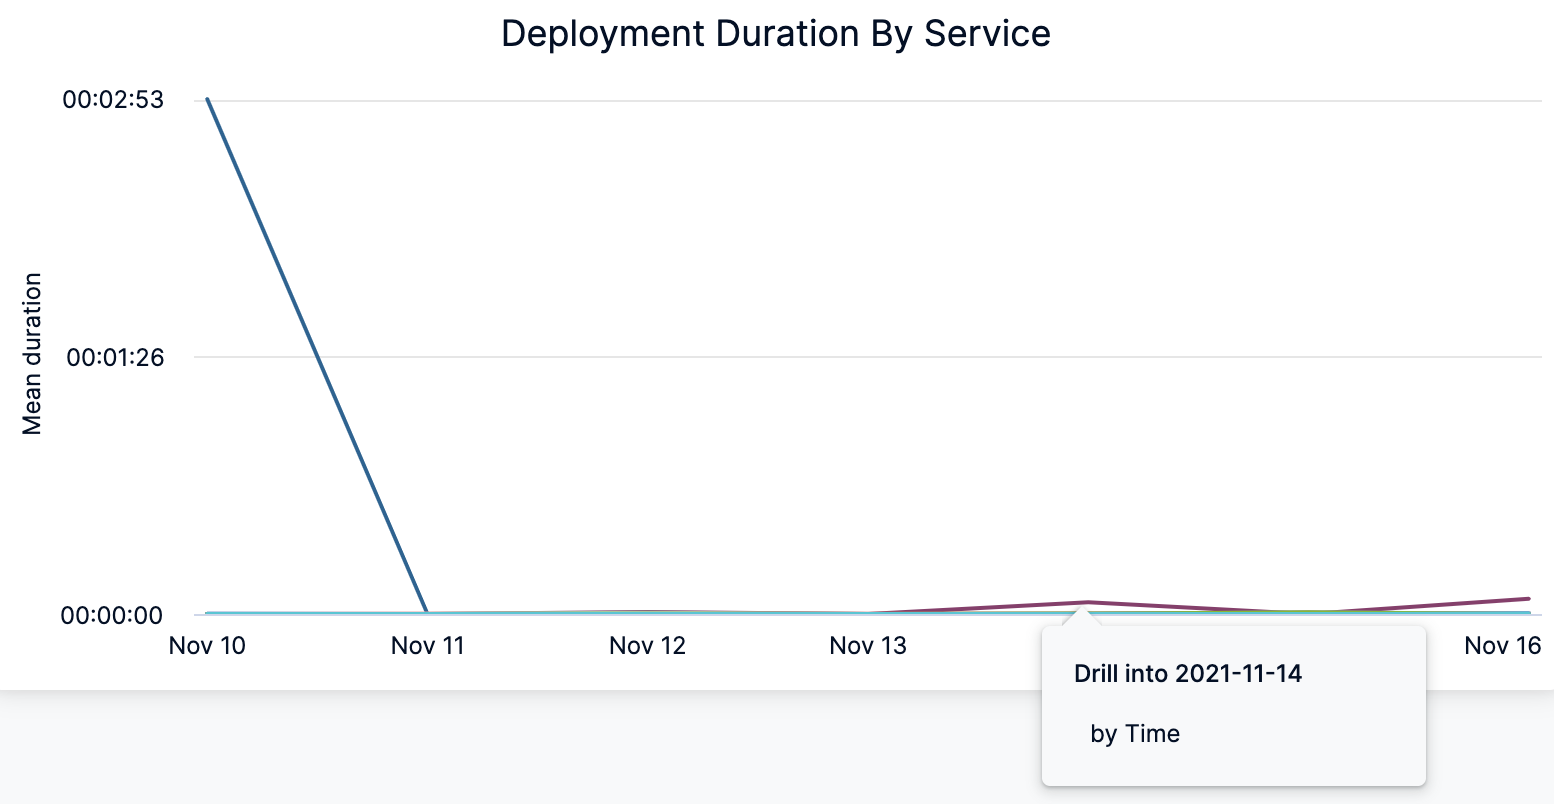 Deployment Duration By Service
00:02:53
00:01:26
00:00:00
Mean duration
Nov 10
Nov 11
Nov 12
Nov 13
Nov 16
Drill into 2021-11-14
by Time